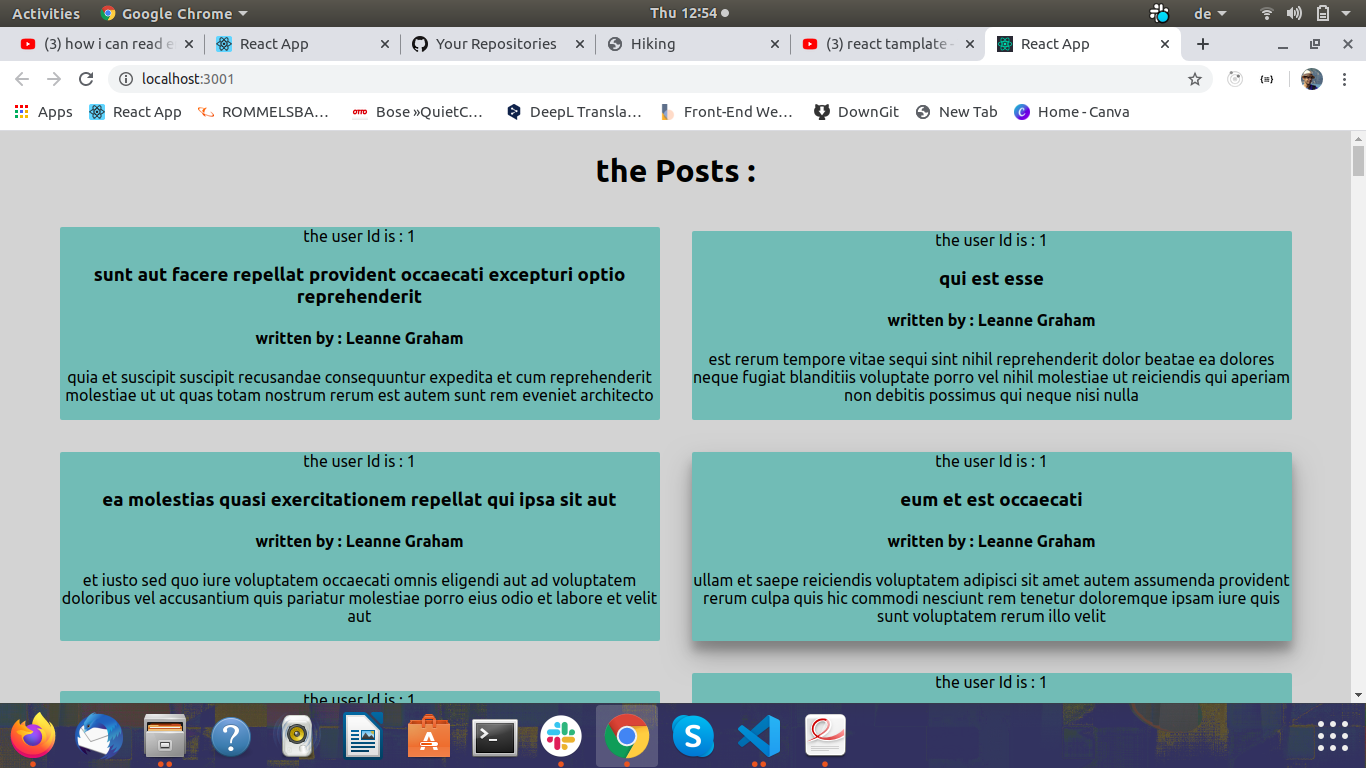 Activities Google Chrome Thu 12:54 de
(3) how i can read e React App Your Repositories Hiking (3) react tamplate - React App
localhost:3001
Apps React App ROMMELSBA… Bose »QuietC… DeepL Transla… Front-End We… DownGit New Tab Home - Canva
the Posts :
the user Id is : 1
sunt aut facere repellat provident occaecati excepturi optio
reprehenderit
written by : Leanne Graham
quia et suscipit suscipit recusandae consequuntur expedita et cum reprehenderit
molestiae ut ut quas totam nostrum rerum est autem sunt rem eveniet architecto
the user Id is : 1
qui est esse
written by : Leanne Graham
est rerum tempore vitae sequi sint nihil reprehenderit dolor beatae ea dolores
neque fugiat blanditiis voluptate porro vel nihil molestiae ut reiciendis qui aperiam
non debitis possimus qui neque nisi nulla
the user Id is : 1
ea molestias quasi exercitationem repellat qui ipsa sit aut
written by : Leanne Graham
et iusto sed quo iure voluptatem occaecati omnis eligendi aut ad voluptatem
doloribus vel accusantium quis pariatur molestiae porro eius odio et labore et velit
aut
the user Id is : 1
eum et est occaecati
written by : Leanne Graham
ullam et saepe reiciendis voluptatem adipisci sit amet autem assumenda provident
rerum culpa quis hic commodi nesciunt rem tenetur doloremque ipsam iure quis
sunt voluptatem rerum illo velit
the user Id is : 1
the user Id is : 1